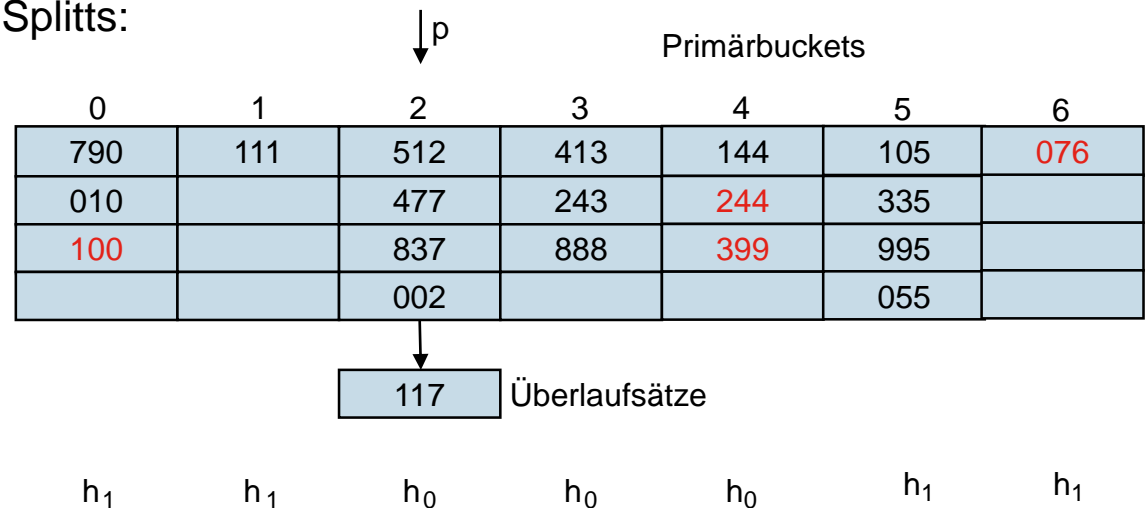 Splitts:
p
Primärbuckets
0 1 2 3 4 5 6
790 111 512 413 144 105 076
010 477 243 244 335
100 837 888 399 995
002 055
117 Überlaufsätze
h1 h1 h0 h0 h0 h1 h1